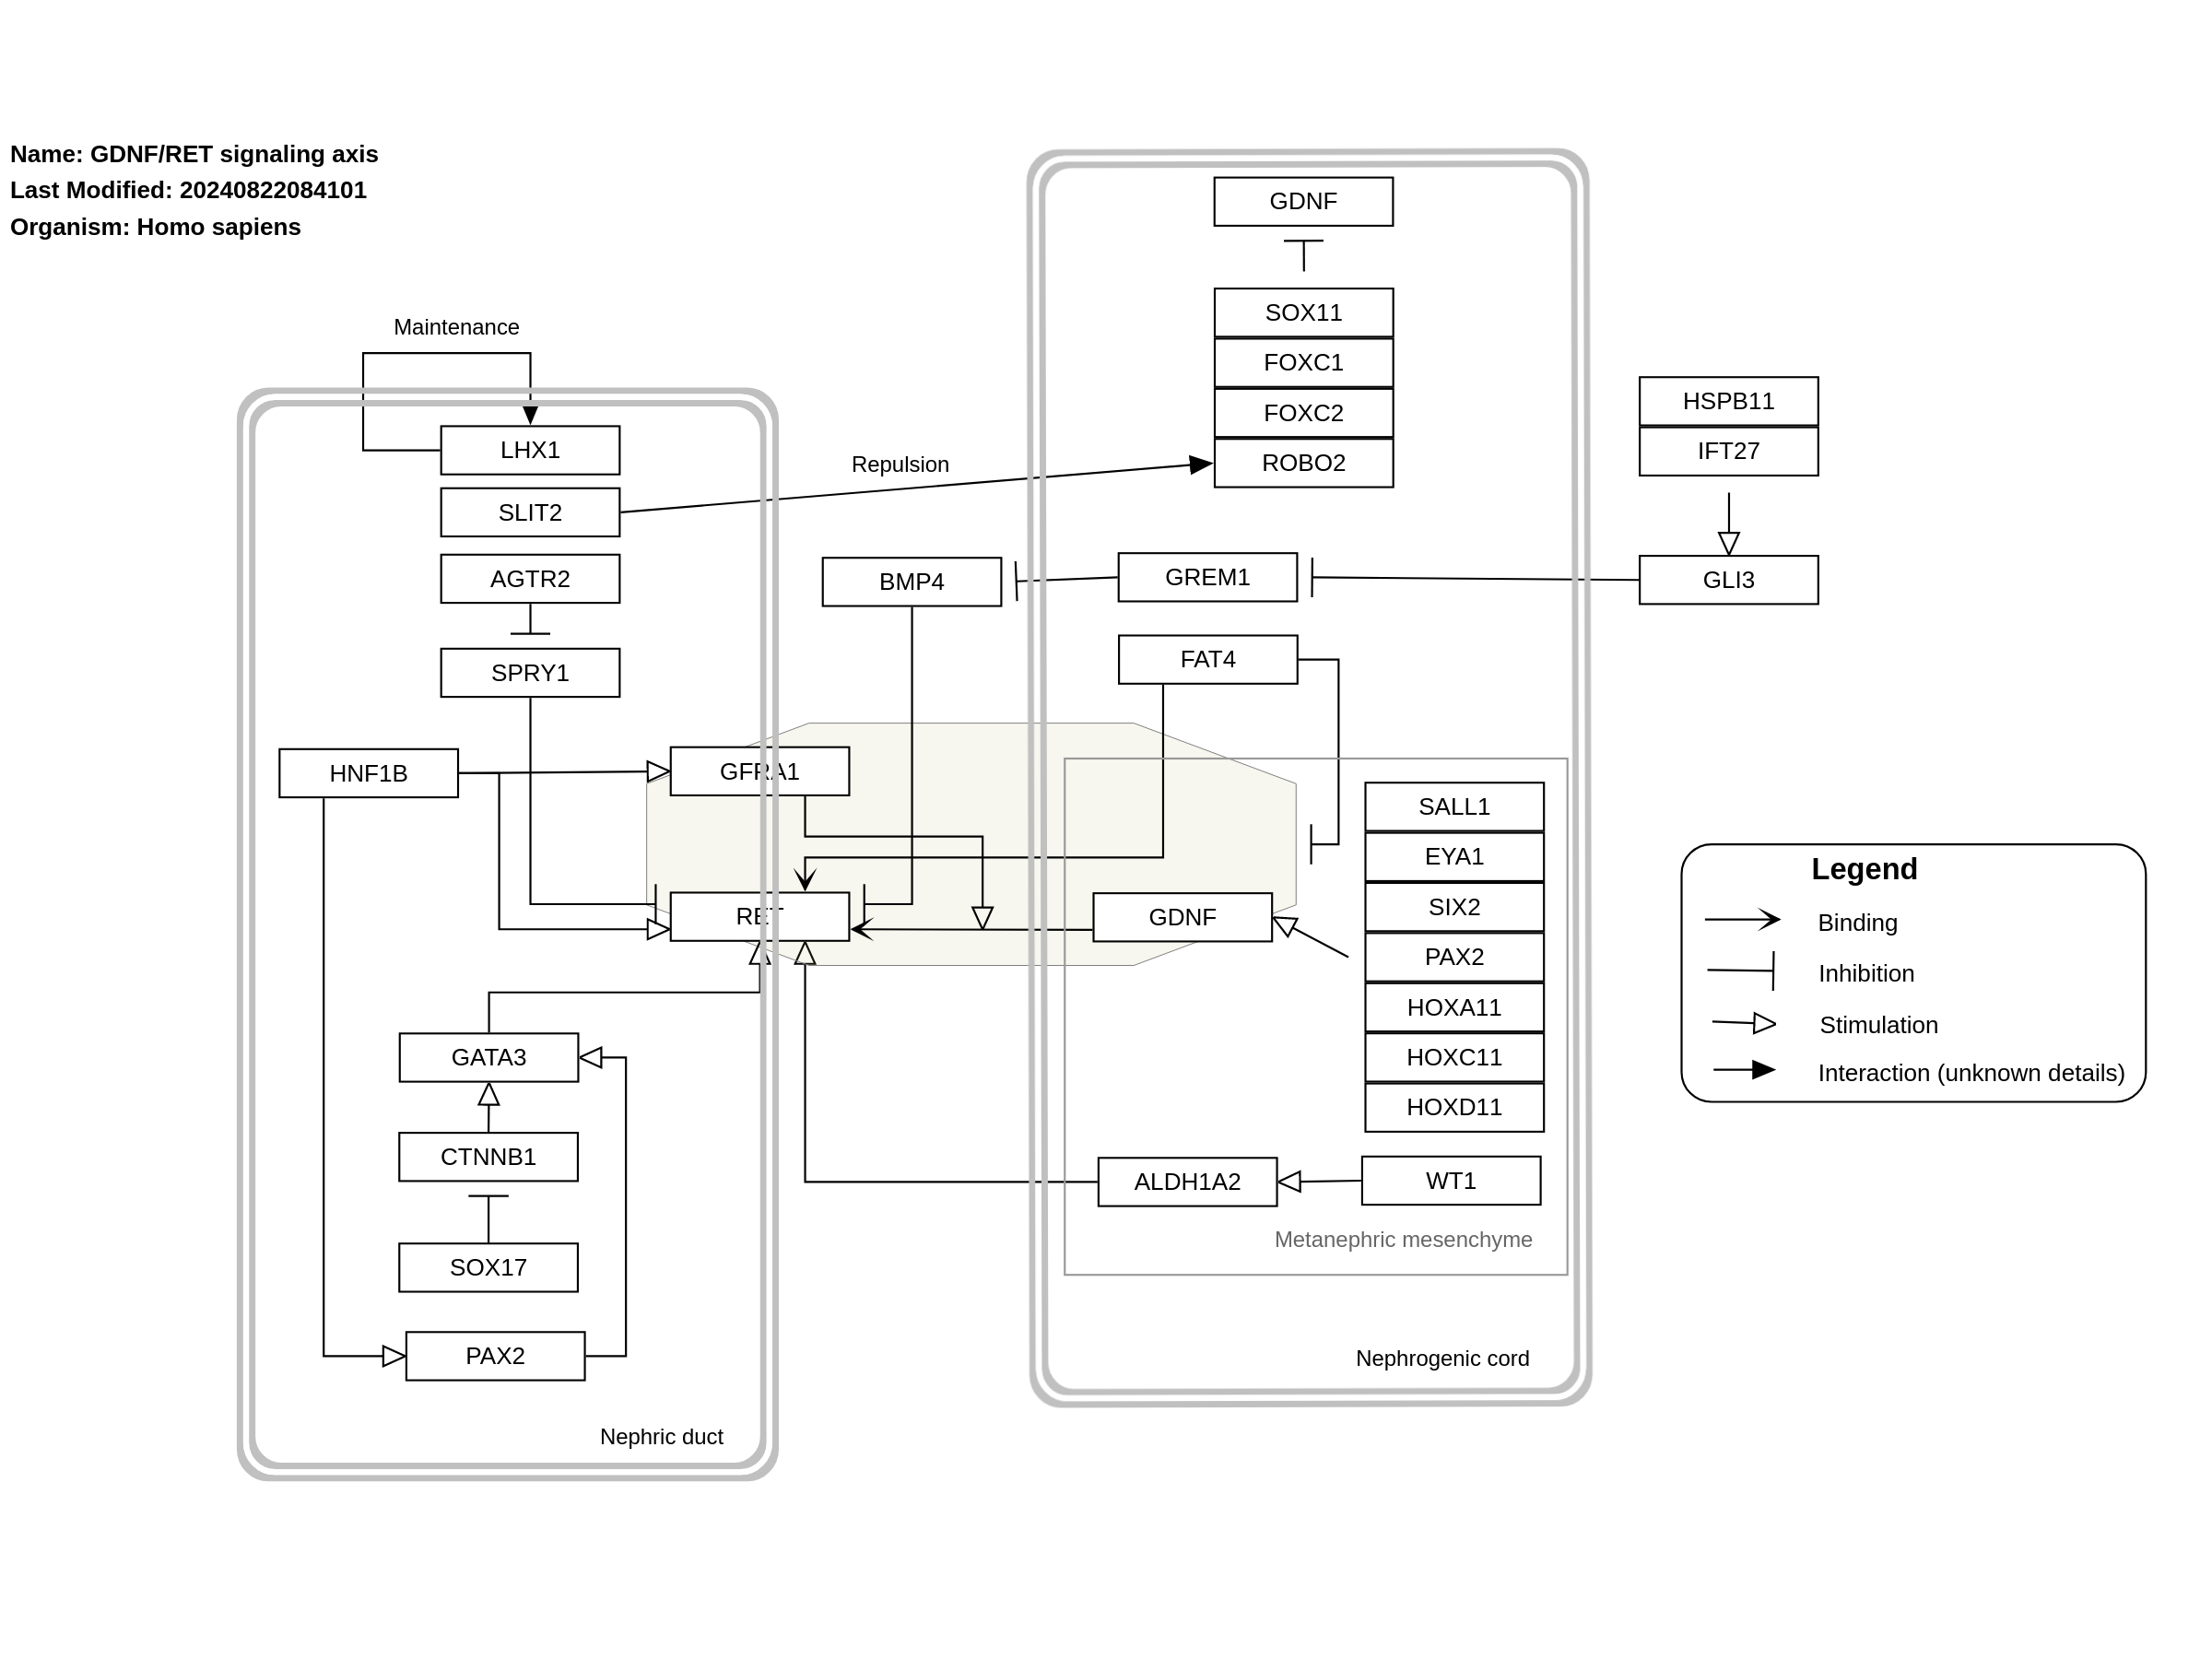 Name: GDNF/RET signaling axis
Last Modified: 20240822084101
Organism: Homo sapiens
Maintenance
LHX1
SLIT2
AGTR2
SPRY1
HNF1B
GFRA1
RET
GATA3
CTNNB1
SOX17
PAX2
Nephric duct
Repulsion
BMP4
GDNF
SOX11
FOXC1
FOXC2
ROBO2
GREM1
FAT4
GDNF
SALL1
EYA1
SIX2
PAX2
HOXA11
HOXC11
HOXD11
ALDH1A2
WT1
Metanephric mesenchyme
Nephrogenic cord
HSPB11
IFT27
GLI3
Legend
Binding
Inhibition
Stimulation
Interaction (unknown details)